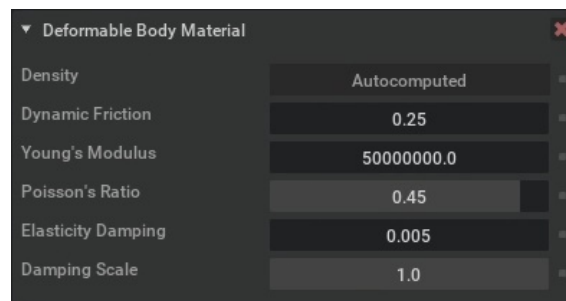 Deformable Body Material
Density Autocomputed
Dynamic Friction 0.25
Young's Modulus 50000000.0
Poisson's Ratio 0.45
Elasticity Damping 0.005
Damping Scale 1.0